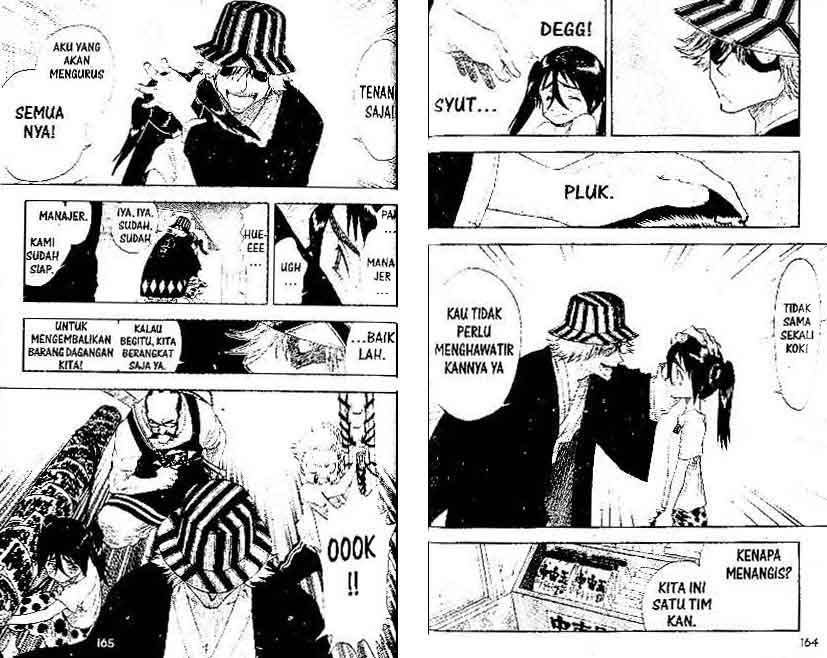 DEGG!
SYUT...
PLUK.
TIDAK
SAMA
SEKALI
KOK!
KAU TIDAK
PERLU
MENGHAWATIR
KANNYA YA
KENAPA
MENANGIS?
KITA INI
SATU TIM
KAN.
164
TENAN
SAJA!
AKU YANG
AKAN
MENGURUS
SEMUA
NYA!
PA
...
MANA
JER
...
UGH
...
HUE-
EEE
...
IYA, IYA,
SUDAH,
SUDAH
MANAJER.
KAMI
SUDAH
SIAP.
...BAIK
LAH.
KALAU
BEGITU, KITA
BERANGKAT
SAJA YA.
UNTUK
MENGEMBALIKAN
BARANG DAGANGAN
KITA!
OOOK
!!
165